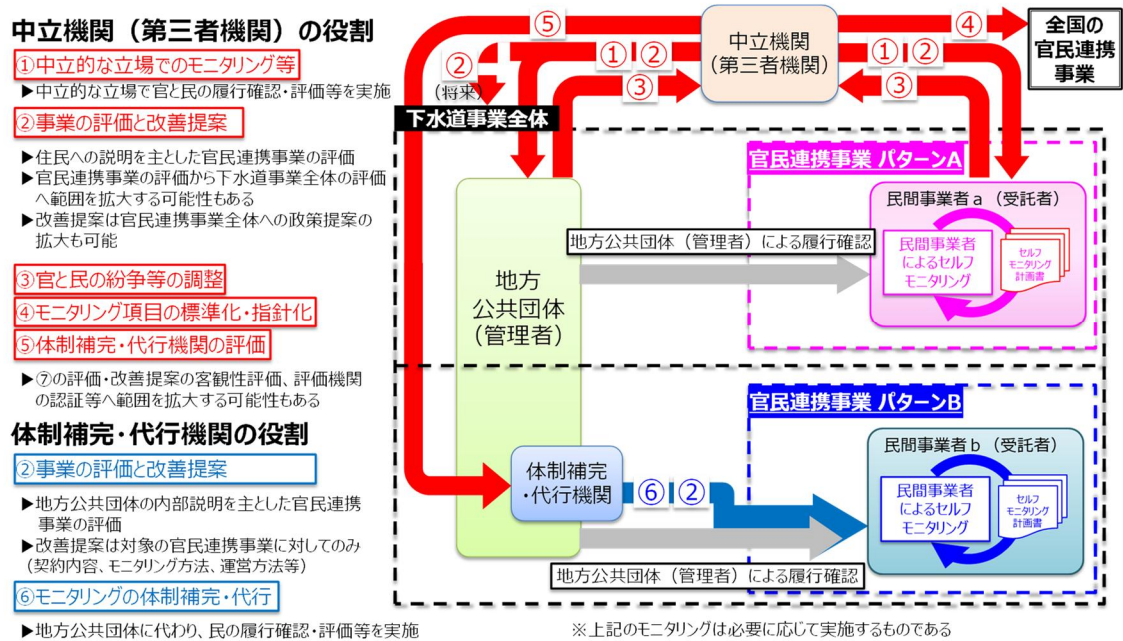 中立機関（第三者機関）の役割
①中立的な立場でのモニタリング等
▶中立的な立場で官と民の履行確認・評価等を実施
②事業の評価と改善提案
▶住民への説明を主とした官民連携事業の評価
▶官民連携事業の評価から下水道事業全体の評価
へ範囲を拡大する可能性もある
▶改善提案は官民連携事業全体への政策提案の
拡大も可能
③官と民の紛争等の調整
④モニタリング項目の標準化・指針化
⑤体制補完・代行機関の評価
▶⑦の評価・改善提案の客観性評価、評価機関
の認証等へ範囲を拡大する可能性もある
体制補完・代行機関の役割
②事業の評価と改善提案
▶地方公共団体の内部説明を主とした官民連携
事業の評価
▶改善提案は対象の官民連携事業に対してのみ
（契約内容、モニタリング方法、運営方法等）
⑥モニタリングの体制補完・代行
▶地方公共団体に代わり、民の履行確認・評価等を実施
⑤
④
中立機関
（第三者機関）
全国の
官民連携
事業
②
① ②
① ②
（将来）
③
③
下水道事業全体
官民連携事業 パターンA
民間事業者a（受託者）
地方公共団体（管理者）による履行確認
民間事業者
によるセルフ
モニタリング
セルフ
モニタリング
計画書
地方
公共団体
（管理者）
官民連携事業 パターンB
民間事業者b（受託者）
体制補完
・代行機関
⑥ ②
民間事業者
によるセルフ
モニタリング
セルフ
モニタリング
計画書
地方公共団体（管理者）による履行確認
※上記のモニタリングは必要に応じて実施するものである